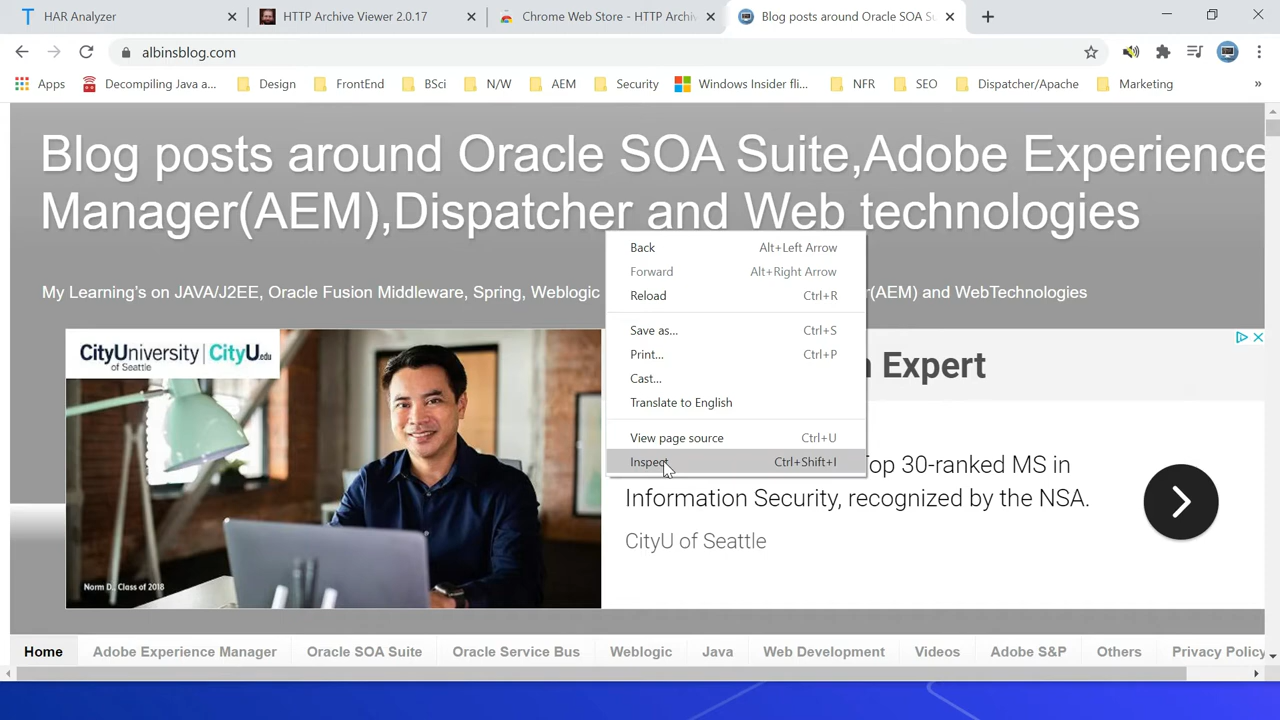 HAR Analyzer
HTTP Archive Viewer 2.0.17
Chrome Web Store - HTTP Archiv
Blog posts around Oracle SOA Su
albinsblog.com
Apps
Decompiling Java a...
Design
FrontEnd
BSci
N/W
AEM
Security
Windows Insider fli...
NFR
SEO
Dispatcher/Apache
Marketing
»
Blog posts around Oracle SOA Suite,Adobe Experience
Manager(AEM),Dispatcher and Web technologies
My Learning's on JAVA/J2EE, Oracle Fusion Middleware, Spring, Weblogic
r(AEM) and WebTechnologies
Back Alt+Left Arrow
Forward Alt+Right Arrow
Reload Ctrl+R
Save as... Ctrl+S
Print... Ctrl+P
Cast...
Translate to English
View page source Ctrl+U
Inspect Ctrl+Shift+I
CityUniversity | CityU.edu
of Seattle
Norm D., Class of 2018
n Expert
Top 30-ranked MS in
Information Security, recognized by the NSA.
CityU of Seattle
Home
Adobe Experience Manager
Oracle SOA Suite
Oracle Service Bus
Weblogic
Java
Web Development
Videos
Adobe S&P
Others
Privacy Policy